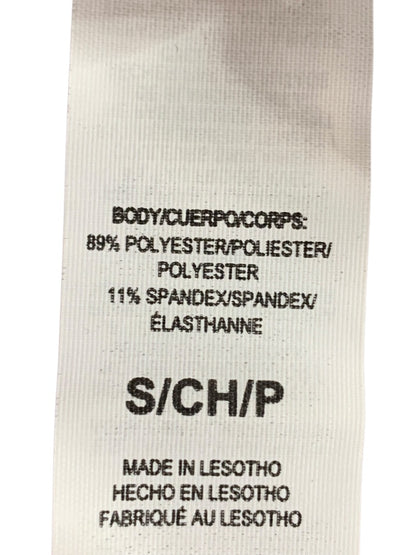 BODY/CUERPO/CORPS:
89% POLYESTER/POLIESTER/
POLYESTER
11% SPANDEX/SPANDEX/
ÉLASTHANNE
S/CH/P
MADE IN LESOTHO
HECHO EN LESOTHO
FABRIQUÉ AU LESOTHO